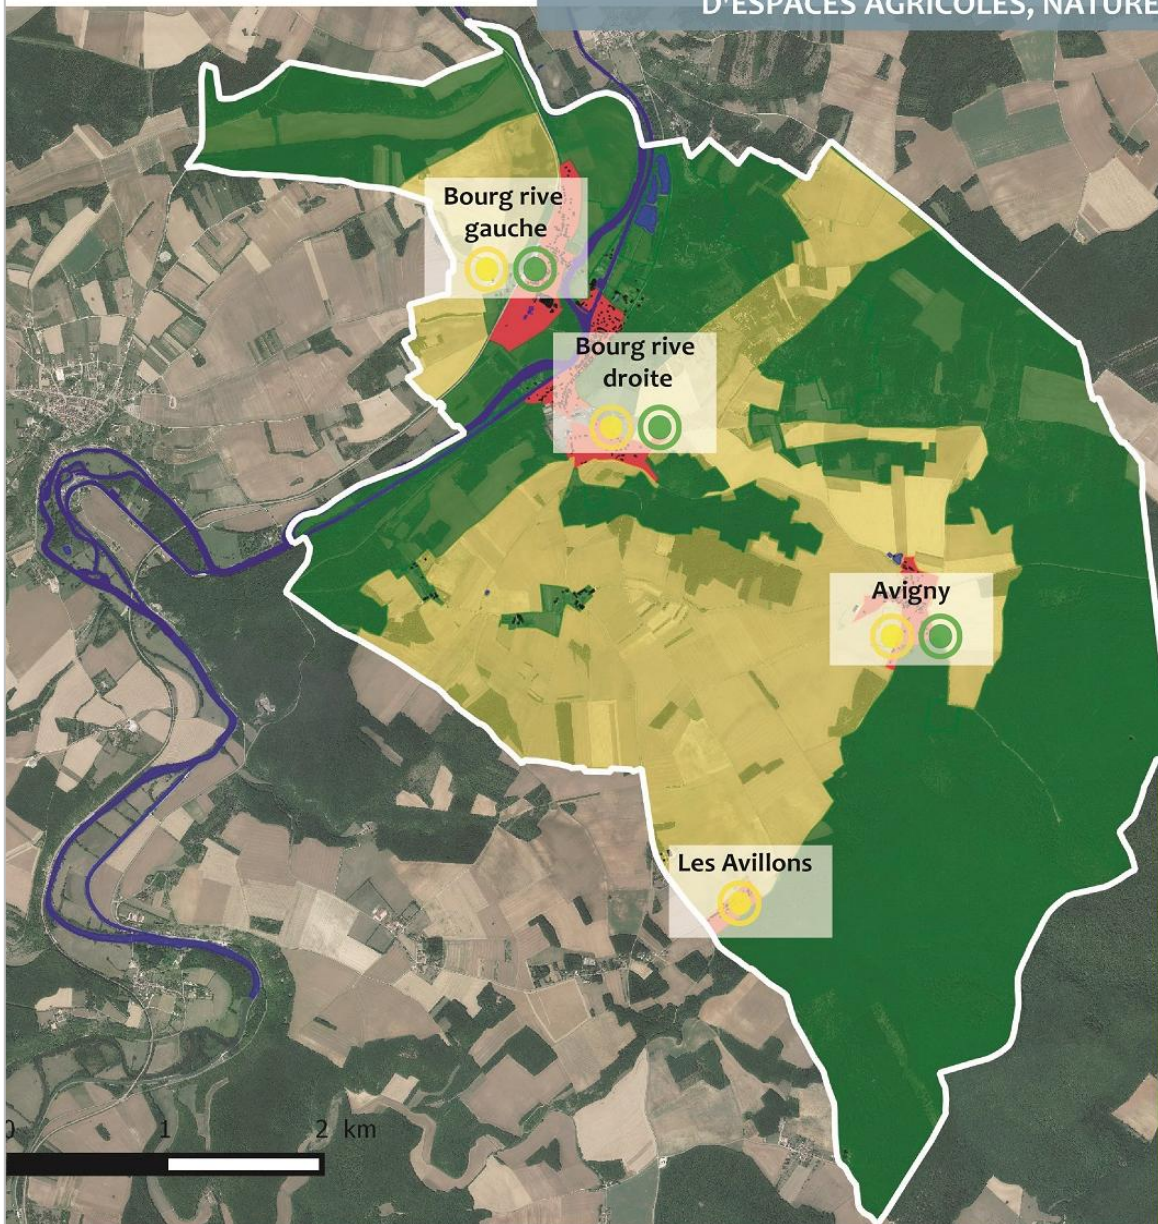 D'ESPACES AGRICOLES, NATURE
Bourg rive
gauche
Bourg rive
droite
Avigny
Les Avillons
0 1 2 km